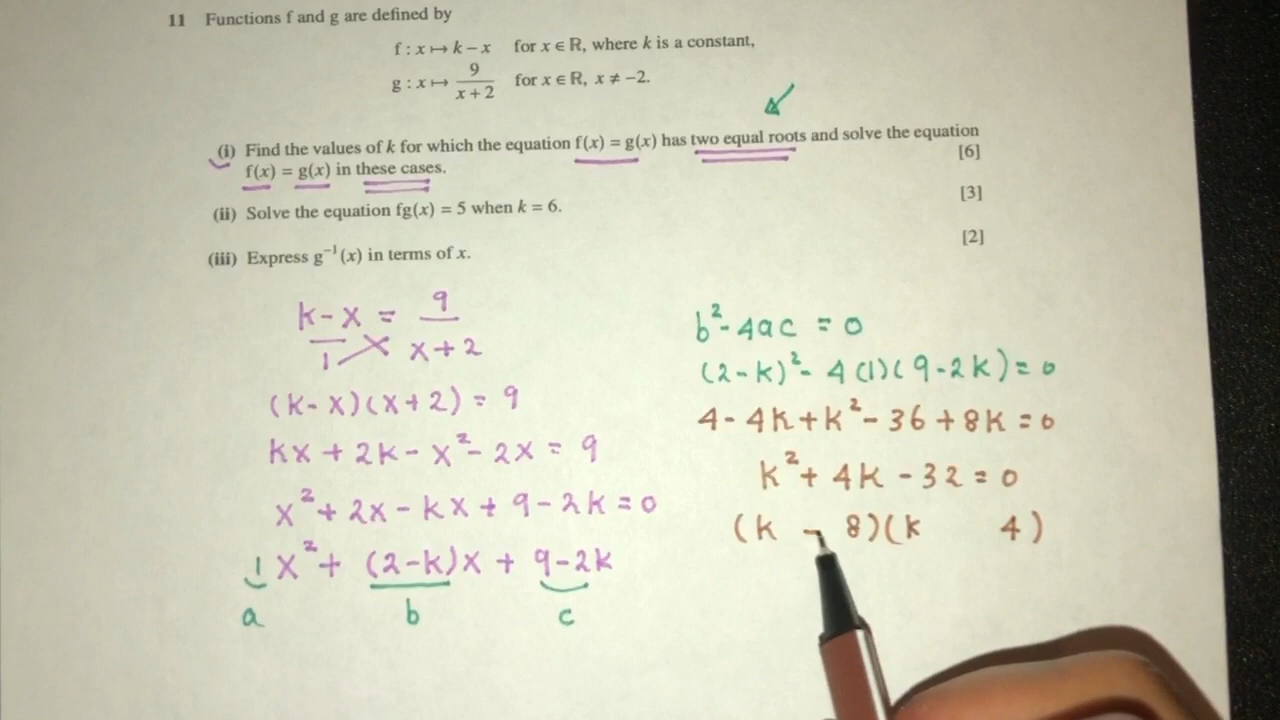 11 Functions f and g are defined by
f : x ↦ k − x for x ∈ ℝ, where k is a constant,
g : x ↦ 9/(x + 2) for x ∈ ℝ, x ≠ −2.
(i) Find the values of k for which the equation f(x) = g(x) has two equal roots and solve the equation
f(x) = g(x) in these cases. [6]
(ii) Solve the equation fg(x) = 5 when k = 6. [3]
(iii) Express g⁻¹(x) in terms of x. [2]
(k - x)/1 = 9/(x + 2)
(k - x)(x + 2) = 9
kx + 2k - x² - 2x = 9
x² + 2x - kx + 9 - 2k = 0
1x² + (2-k)x + 9-2k
a b c
b² - 4ac = 0
(2-k)² - 4(1)(9-2k) = 0
4 - 4k + k² - 36 + 8k = 0
k² + 4k - 32 = 0
(k - 8)(k 4)